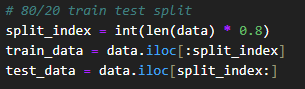 # 80/20 train test split
split_index = int(len(data) * 0.8)
train_data = data.iloc[:split_index]
test_data = data.iloc[split_index:]